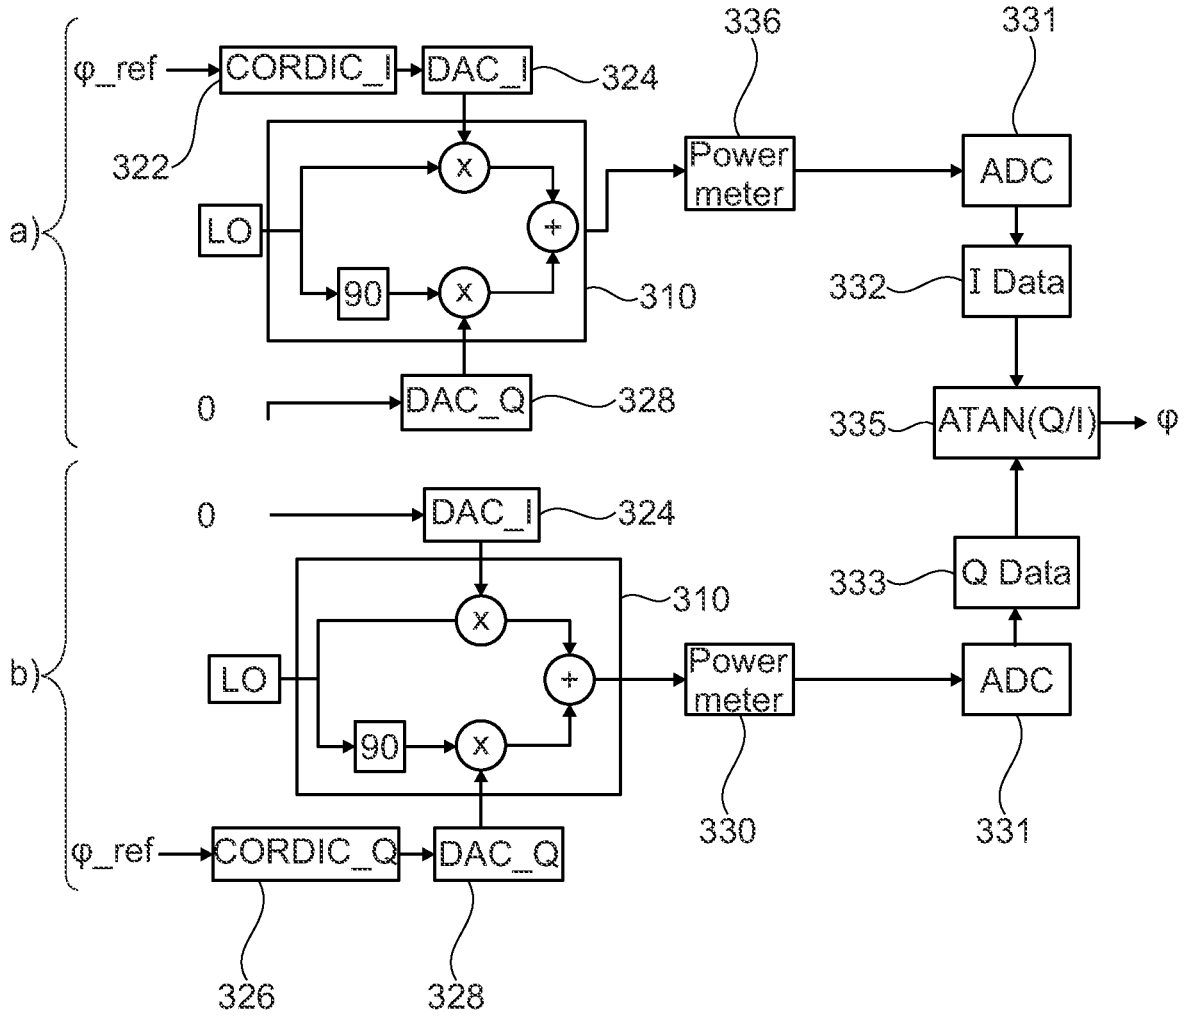 336
331
φ_ref
CORDIC_I
DAC_I
324
322
x
Power
meter
ADC
a)
LO
+
90
x
310
332
I Data
0
DAC_Q
328
335
ATAN(Q/I)
φ
0
DAC_I
324
333
Q Data
310
x
b)
LO
+
Power
meter
ADC
90
x
330
331
φ_ref
CORDIC_Q
DAC_Q
326
328